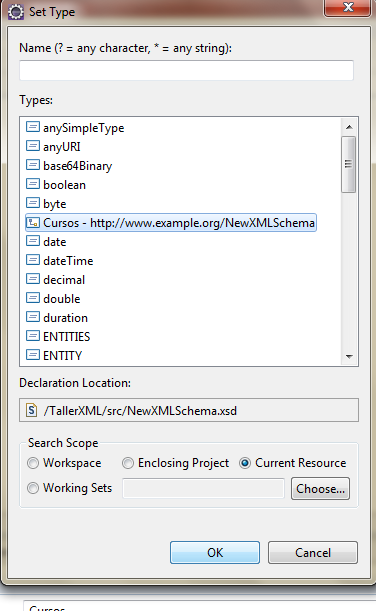 Set Type
Name (? = any character, * = any string):
Types:
anySimpleType
anyURI
base64Binary
boolean
byte
Cursos - http://www.example.org/NewXMLSchema
date
dateTime
decimal
double
duration
ENTITIES
ENTITY
Declaration Location:
/TallerXML/src/NewXMLSchema.xsd
Search Scope
Workspace Enclosing Project Current Resource
Working Sets Choose...
OK Cancel
Cursos